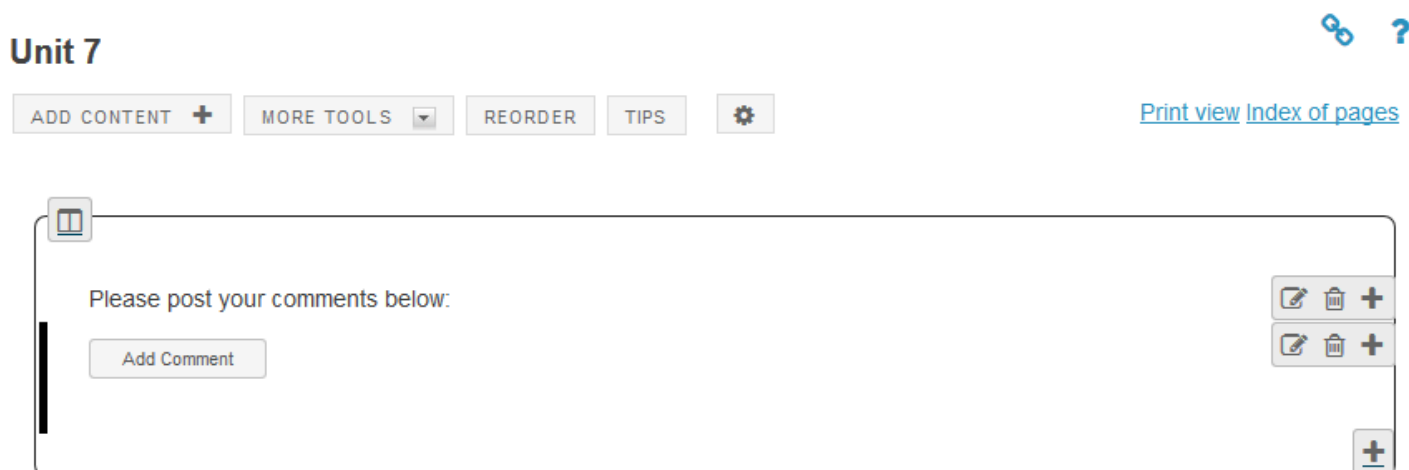 Unit 7
?
ADD CONTENT +
MORE TOOLS
REORDER
TIPS
Print view Index of pages
Please post your comments below:
Add Comment